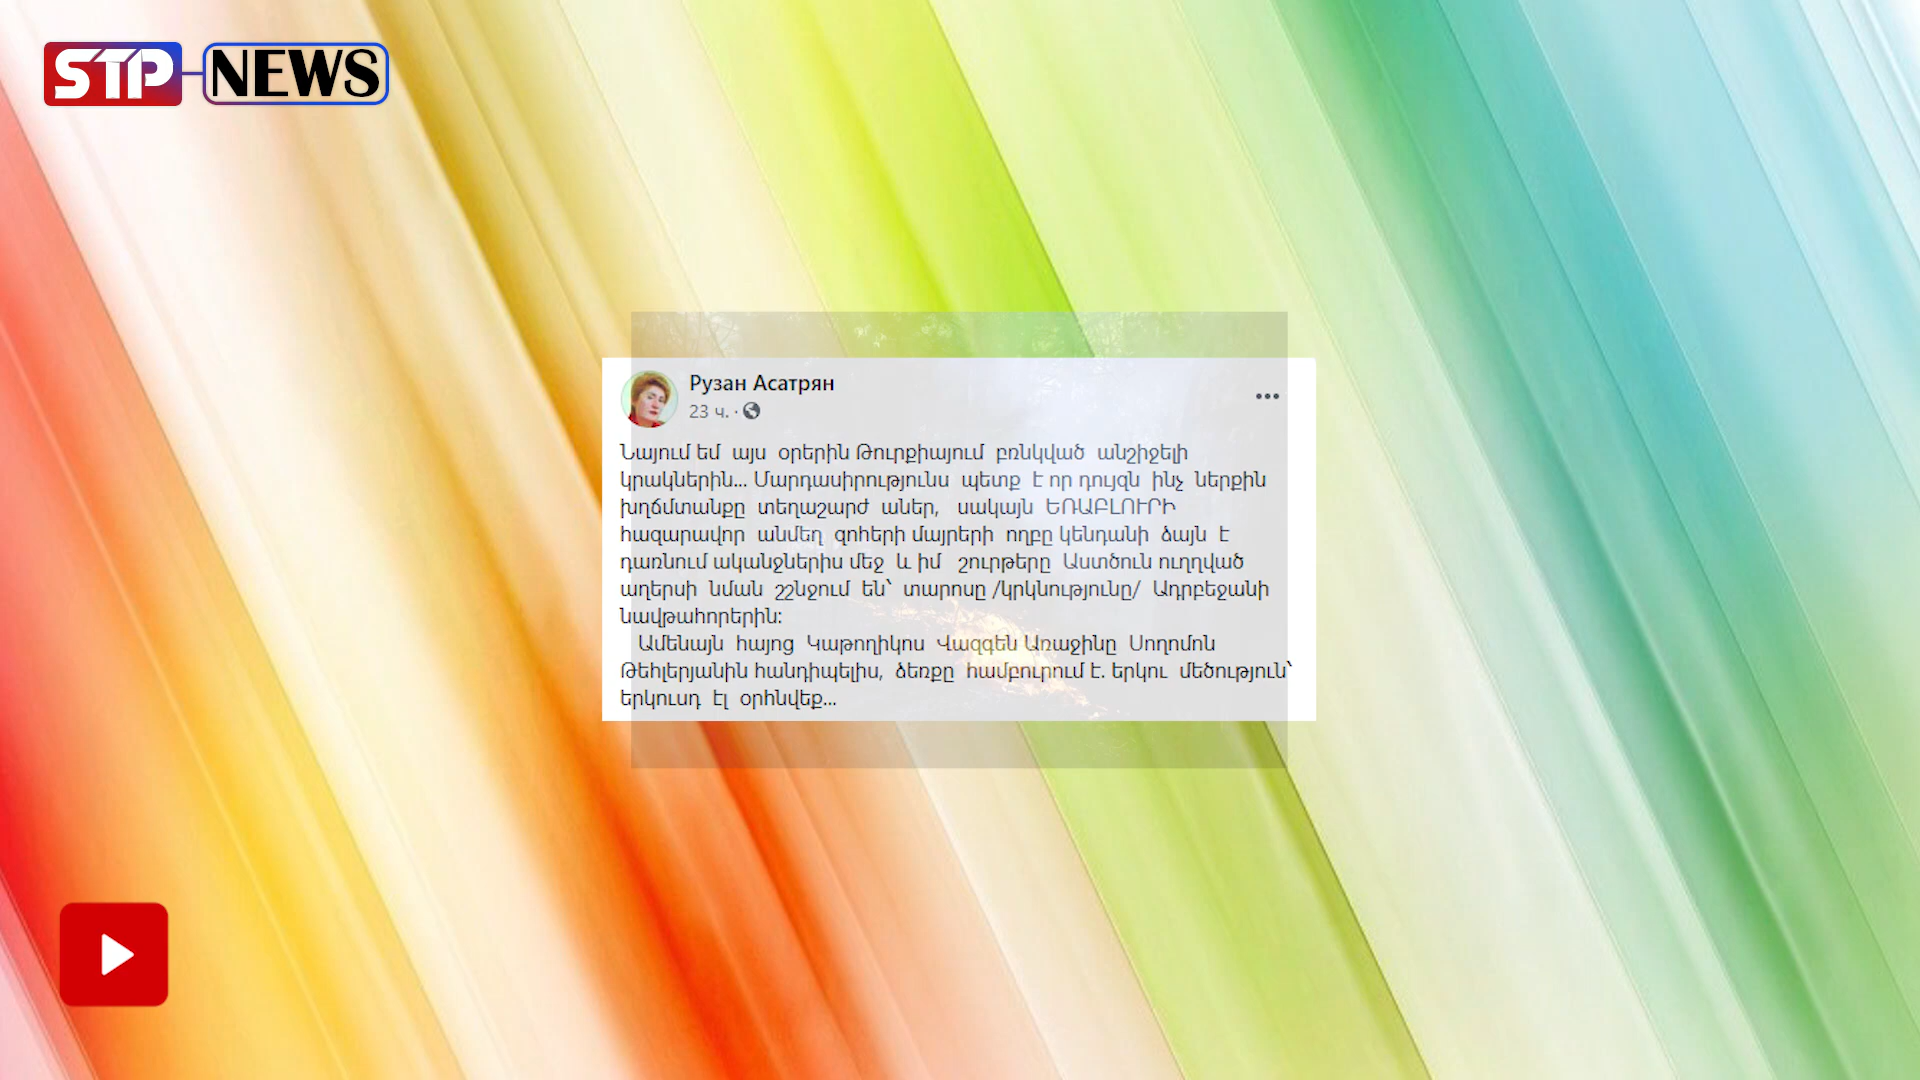 STP NEWS
Рузан Асатрян
23 ч. ·
Նայում եմ այս օրերին Թուրքիայում բռնկված անշիջելի
կրակներին... Մարդասիրությունս պետք է որ դույզն ինչ ներքին
խղճմտանքը տեղաշարժ աներ, սակայն ԵՌԱԲԼՈՒՐԻ
հազարավոր անմեղ զոհերի մայրերի ողբը կենդանի ձայն է
դառնում ականջներիս մեջ և իմ շուրթերը Աստծուն ուղղված
աղերսի նման շշնջում են՝ տարոսը /կրկնությունը/ Ադրբեջանի
նավթահորերին:
Ամենայն հայոց Կաթողիկոս Վազգեն Առաջինը Սողոմոն
Թեհլերյանին հանդիպելիս, ձեռքը համբուրում է. երկու մեծություն՝
երկուսդ էլ օրհնվեք...